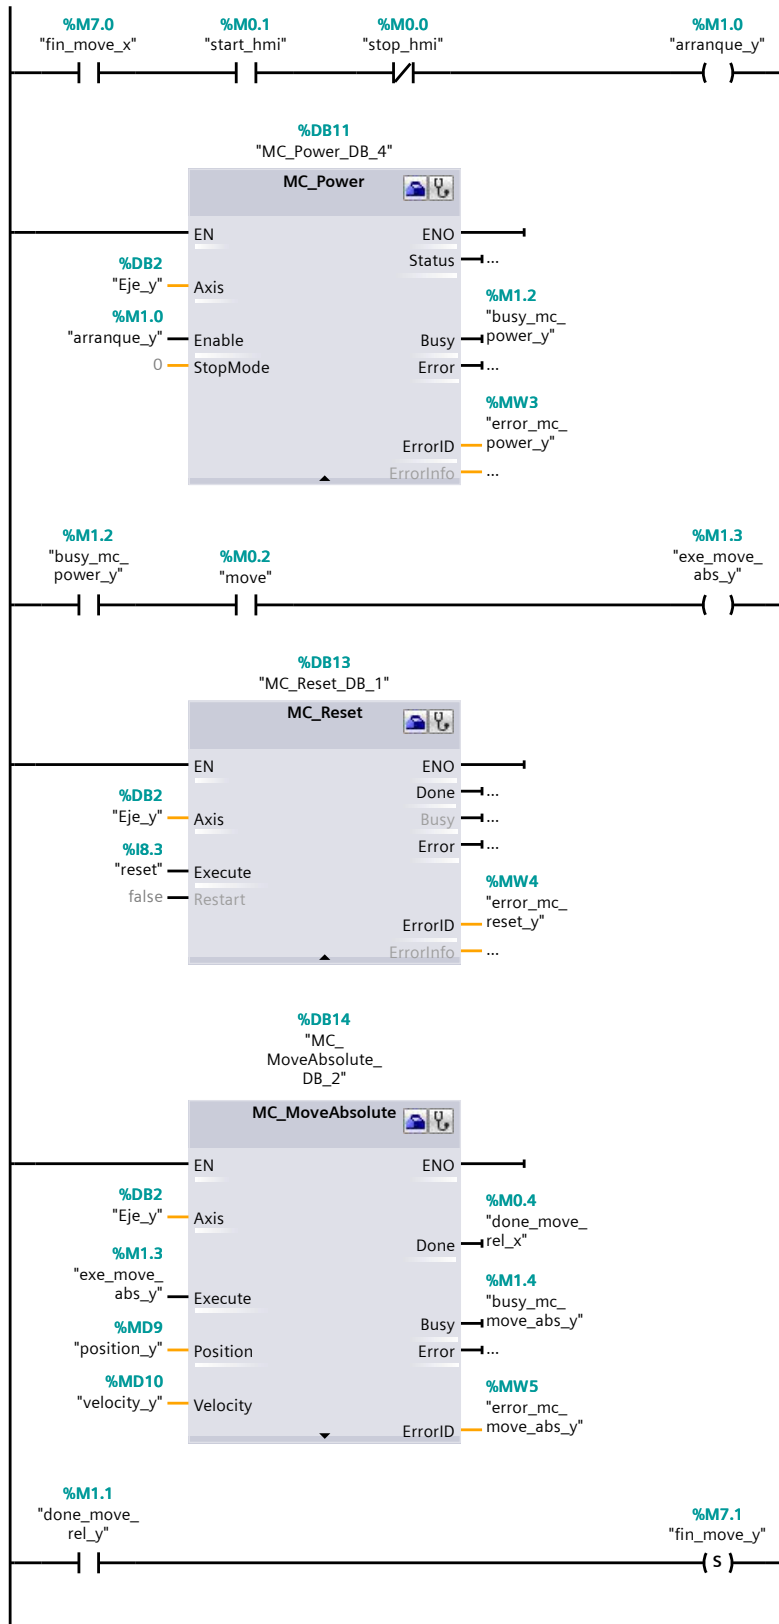 %M7.0 %M0.1 %M0.0 %M1.0
"fin_move_x" "start_hmi" "stop_hmi" "arranque_y"
%DB11
"MC_Power_DB_4"
MC_Power
EN ENO
%DB2 Status ...
"Eje_y" Axis
%M1.0 %M1.2
"arranque_y" Enable "busy_mc_
Busy power_y"
0 StopMode Error ...
%MW3
"error_mc_
ErrorID power_y"
ErrorInfo ...
%M1.2 %M1.3
"busy_mc_ %M0.2 "exe_move_
power_y" "move" abs_y"
%DB13
"MC_Reset_DB_1"
MC_Reset
EN ENO
%DB2 Done ...
"Eje_y" Axis Busy ...
%I8.3 Error ...
"reset" Execute
false Restart
%MW4
"error_mc_
ErrorID reset_y"
ErrorInfo ...
%DB14
"MC_
MoveAbsolute_
DB_2"
MC_MoveAbsolute
EN ENO
%DB2 %M0.4
"Eje_y" Axis "done_move_
Done rel_x"
%M1.3 %M1.4
"exe_move_
abs_y" Execute "busy_mc_
Busy move_abs_y"
%MD9
"position_y" Position Error ...
%MD10 %MW5
"velocity_y" Velocity "error_mc_
ErrorID move_abs_y"
%M1.1 %M7.1
"done_move_
rel_y" "fin_move_y"
S